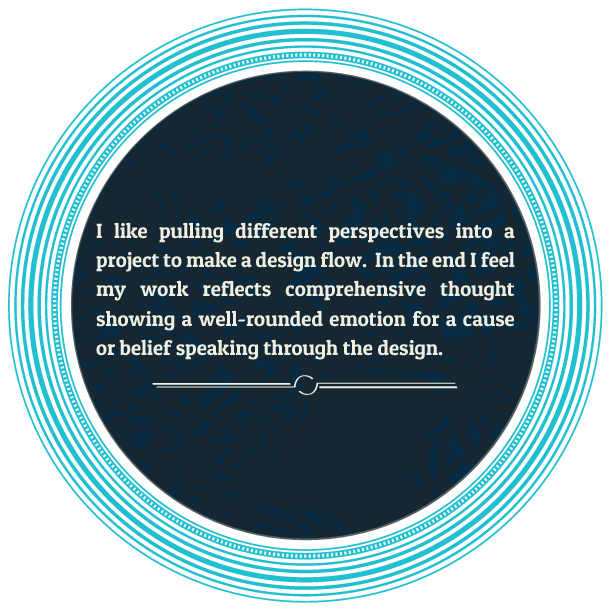 I like pulling different perspectives into a
project to make a design flow.  In the end I feel
my work reflects comprehensive thought
showing a well-rounded emotion for a cause
or belief speaking through the design.